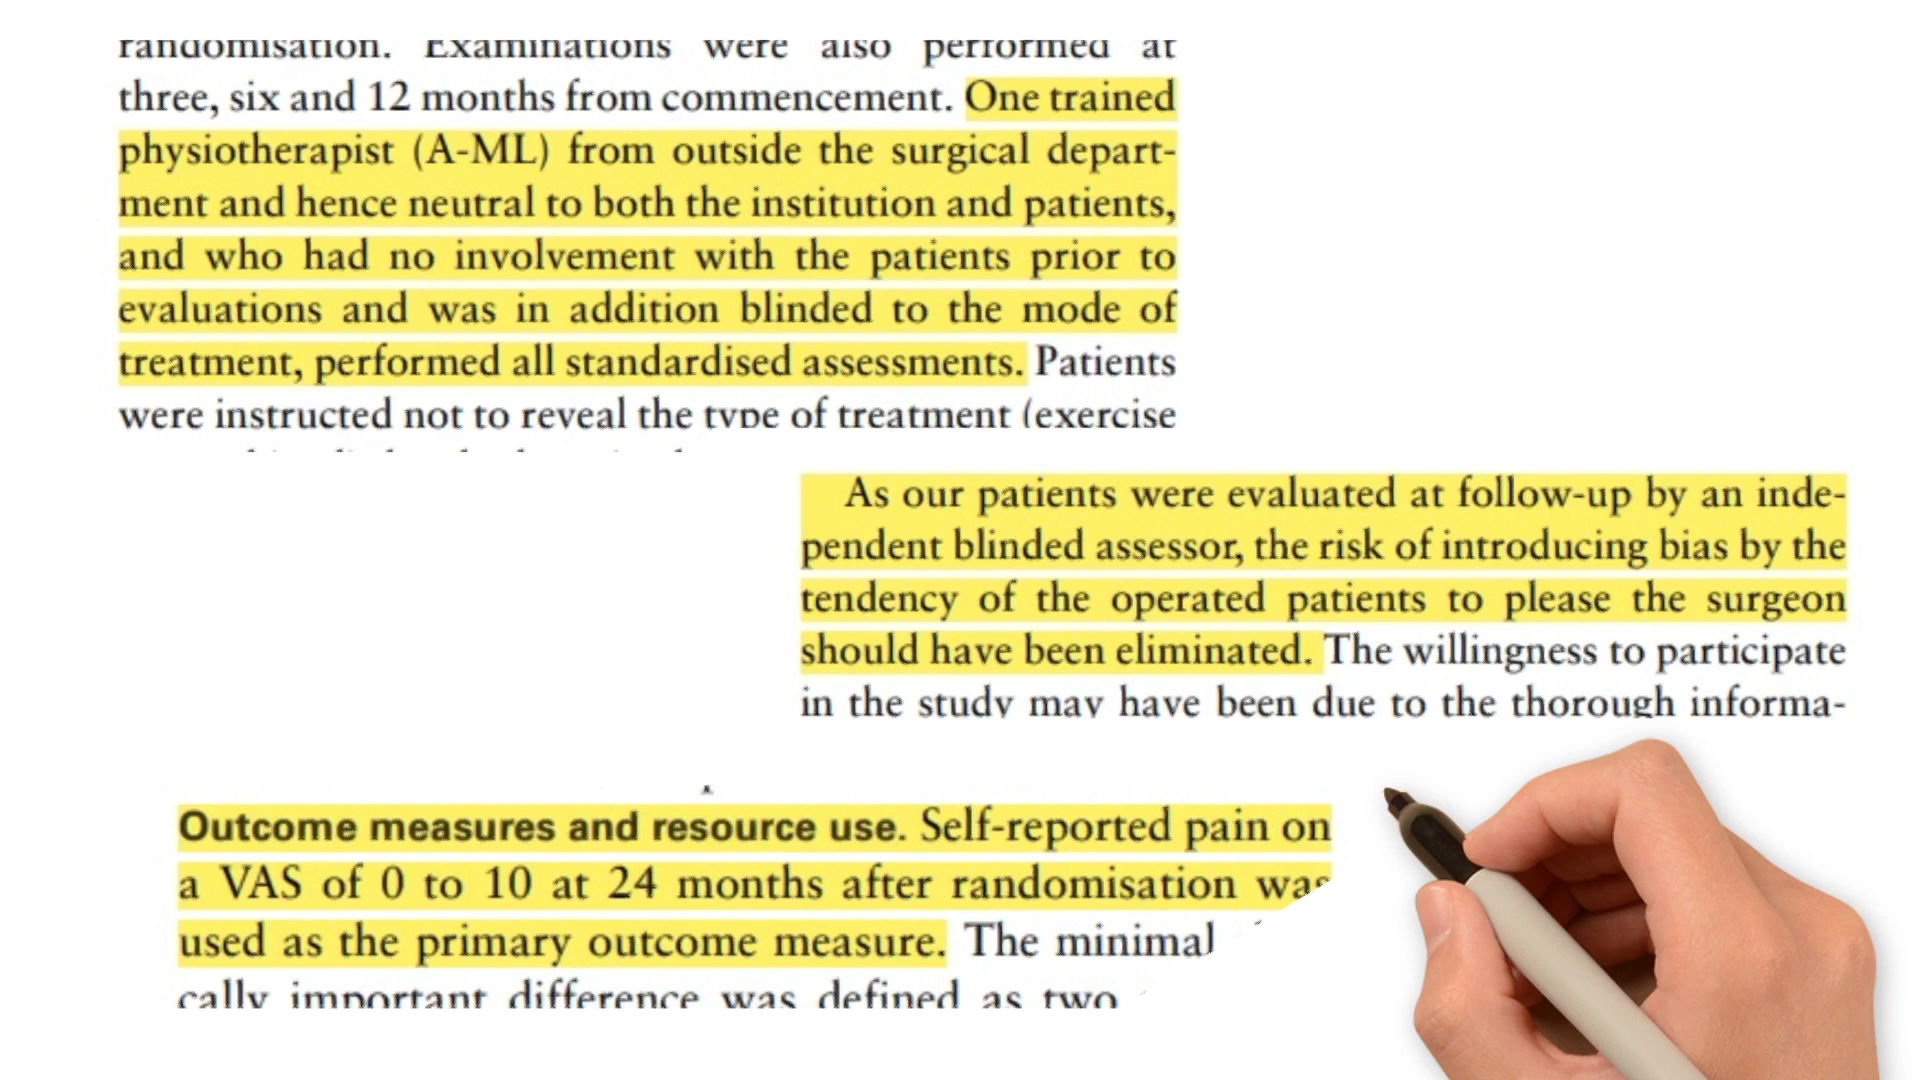 randomisation. Examinations were also performed at
three, six and 12 months from commencement. One trained
physiotherapist (A-ML) from outside the surgical depart-
ment and hence neutral to both the institution and patients,
and who had no involvement with the patients prior to
evaluations and was in addition blinded to the mode of
treatment, performed all standardised assessments. Patients
were instructed not to reveal the type of treatment (exercise
As our patients were evaluated at follow-up by an inde-
pendent blinded assessor, the risk of introducing bias by the
tendency of the operated patients to please the surgeon
should have been eliminated. The willingness to participate
in the study may have been due to the thorough informa-
Outcome measures and resource use. Self-reported pain on
a VAS of 0 to 10 at 24 months after randomisation was
used as the primary outcome measure. The minimal
cally important difference was defined as two